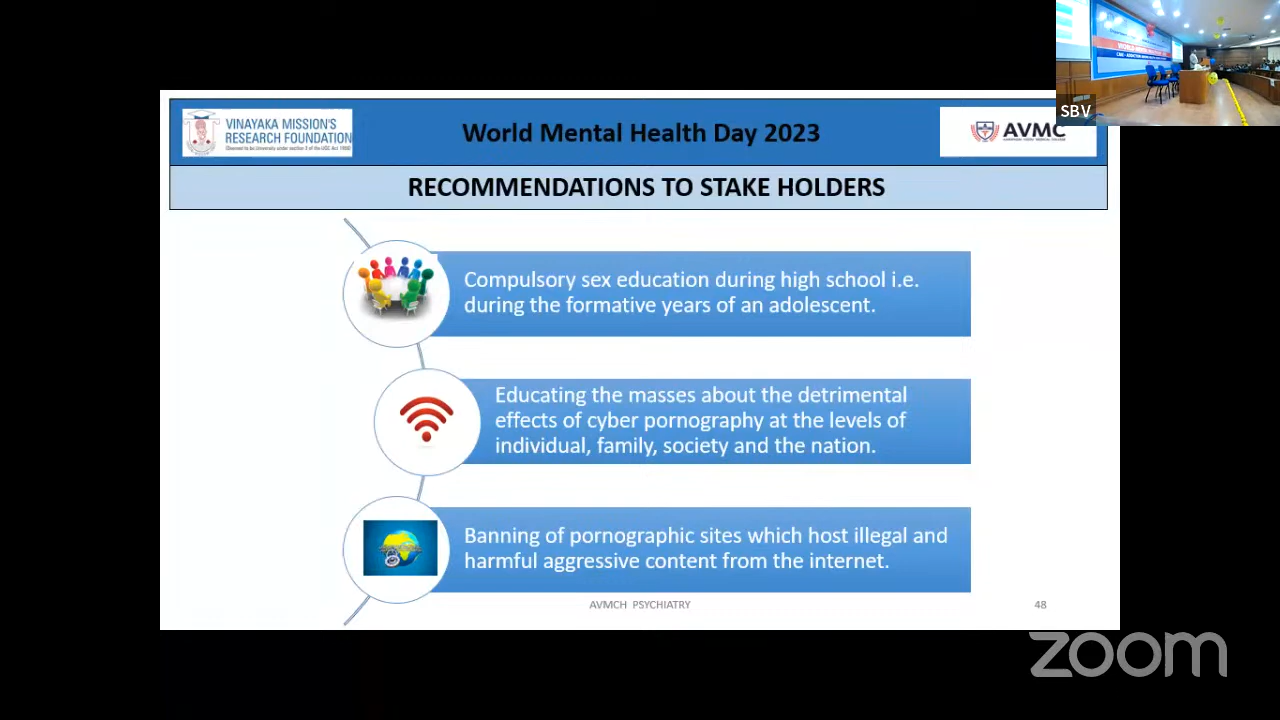 VINAYAKA MISSION'S
RESEARCH FOUNDATION
World Mental Health Day 2023
AVMC
RECOMMENDATIONS TO STAKE HOLDERS
SBV
Compulsory sex education during high school i.e.
during the formative years of an adolescent.
Educating the masses about the detrimental
effects of cyber pornography at the levels of
individual, family, society and the nation.
Banning of pornographic sites which host illegal and
harmful aggressive content from the internet.
AVMCH PSYCHIATRY
48
zoom